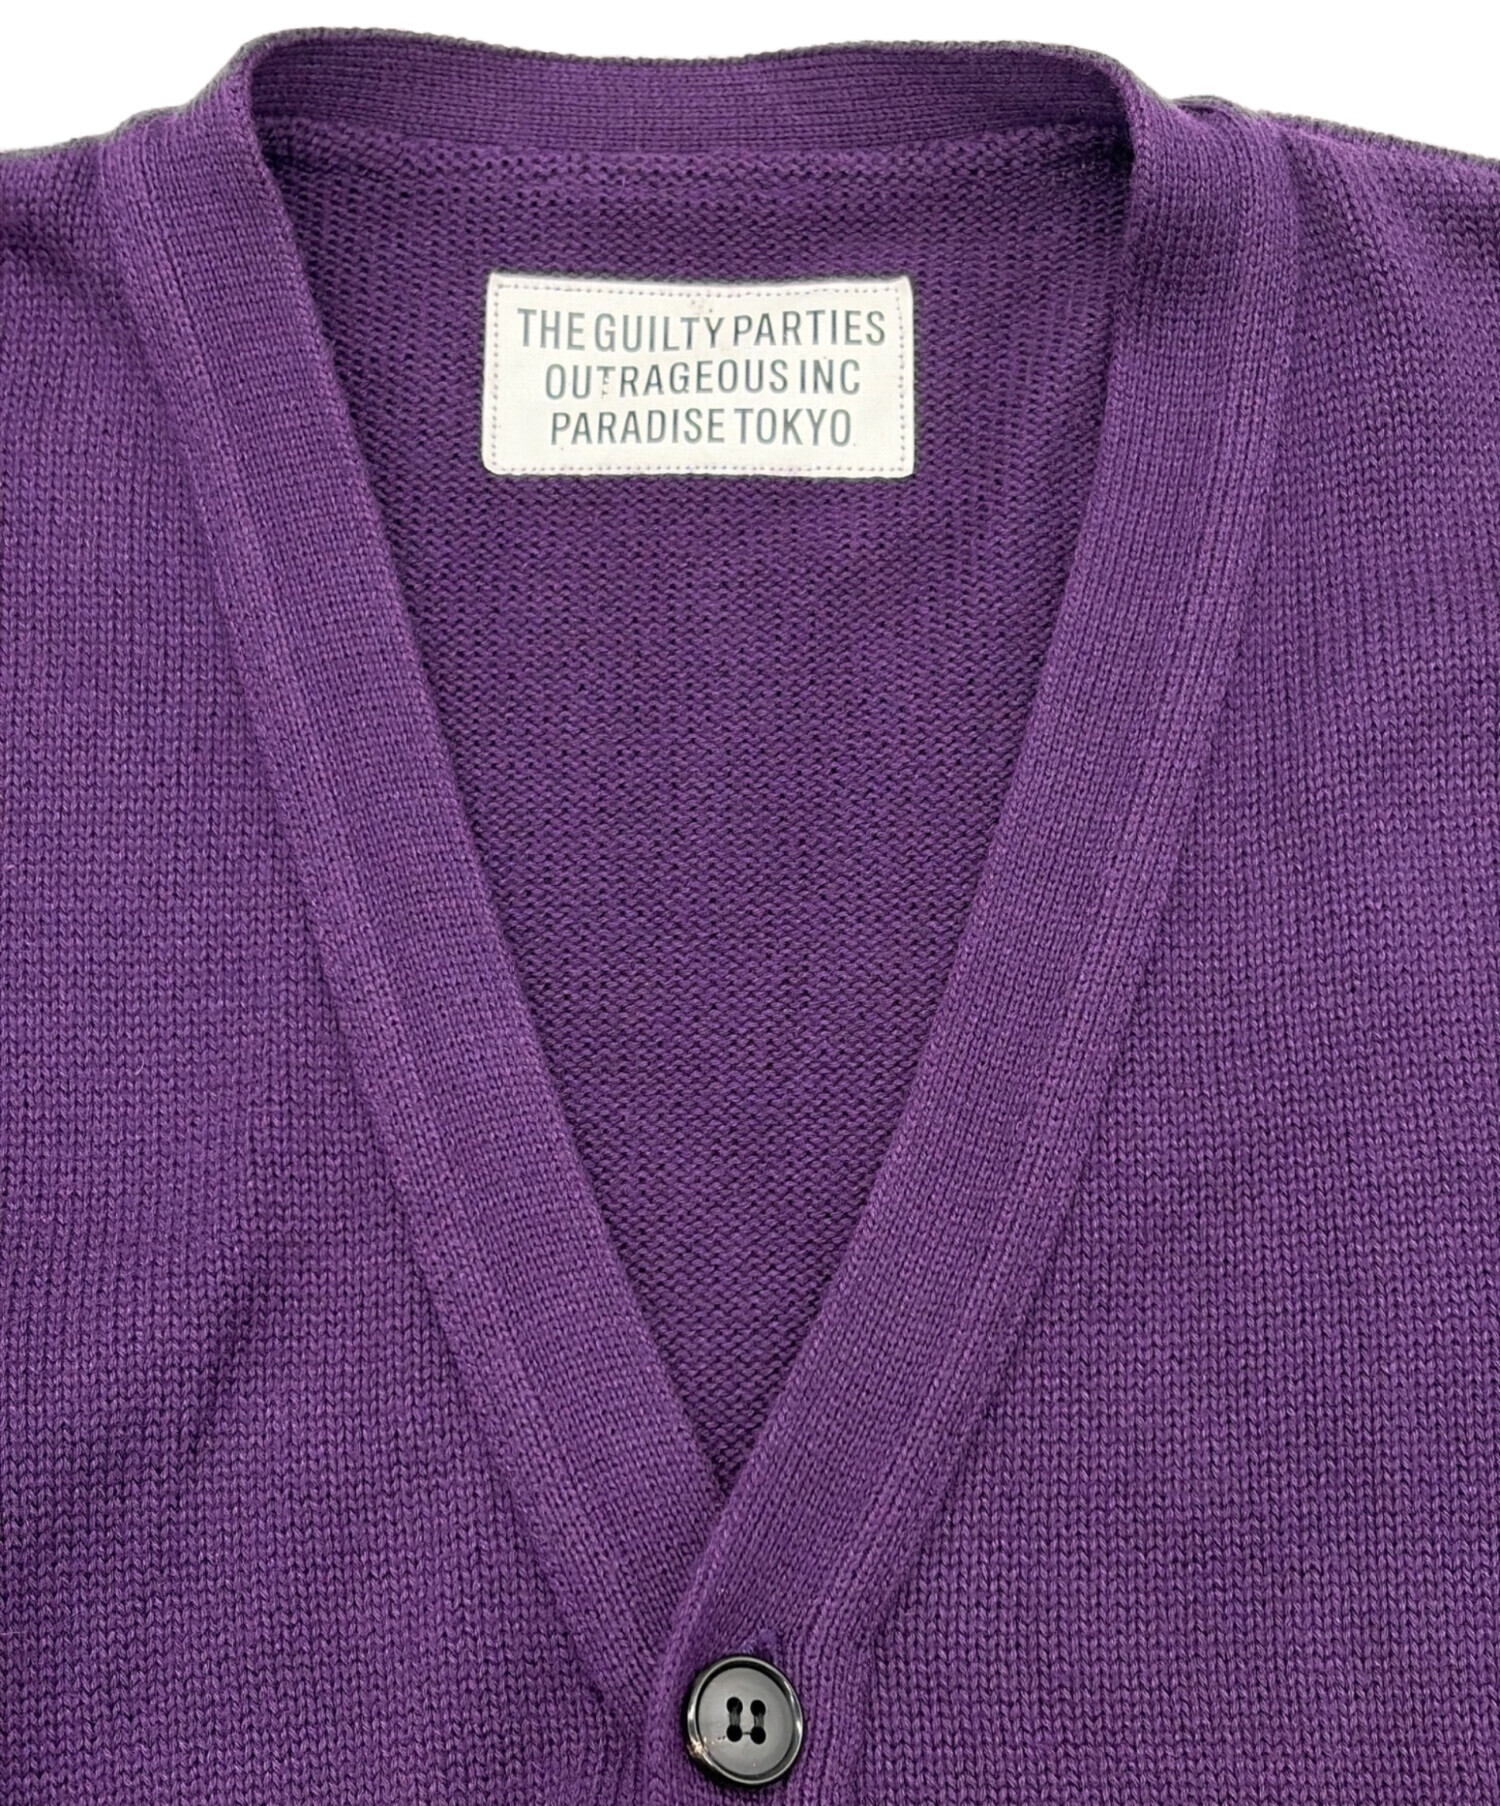 THE GUILTY PARTIES
OUTRAGEOUS INC
PARADISE TOKYO